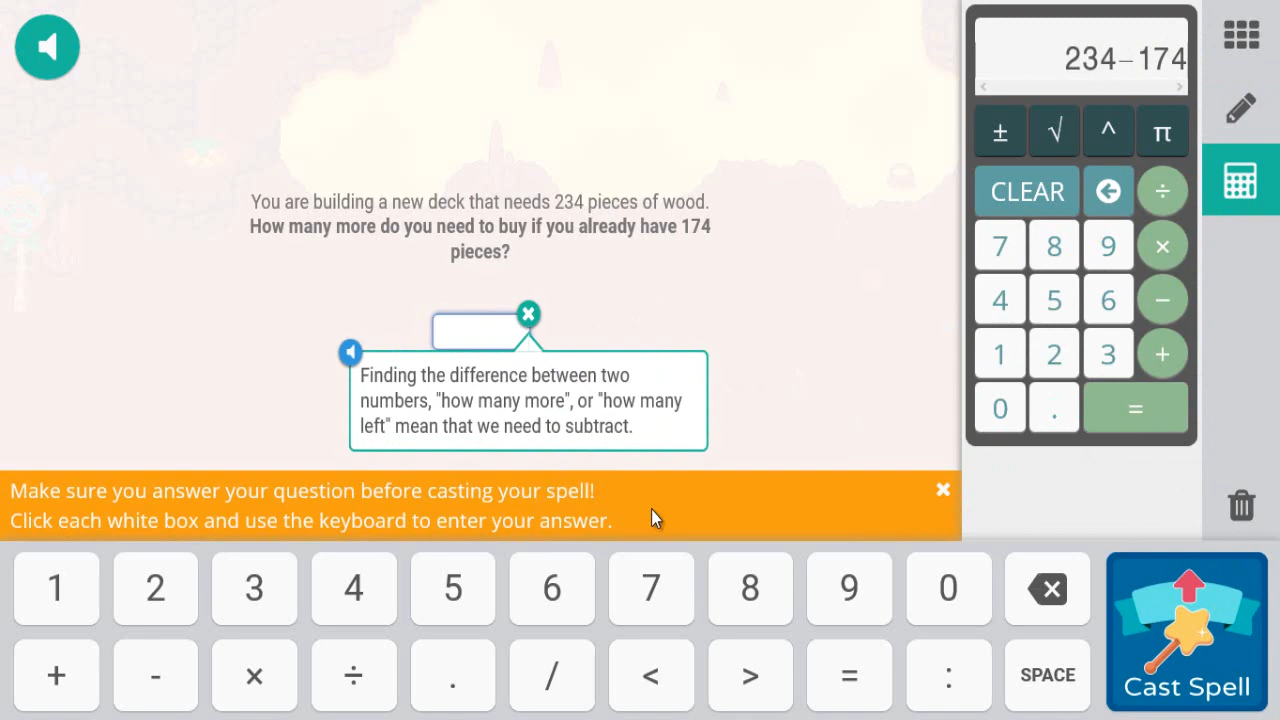 234−174
± √ ^ π
CLEAR ÷
7 8 9 ×
4 5 6 −
1 2 3 +
0 . =
You are building a new deck that needs 234 pieces of wood.
How many more do you need to buy if you already have 174
pieces?
Finding the difference between two
numbers, "how many more", or "how many
left" mean that we need to subtract.
Make sure you answer your question before casting your spell!
Click each white box and use the keyboard to enter your answer.
1 2 3 4 5 6 7 8 9 0
+ - × ÷ . / < > = : SPACE
Cast Spell